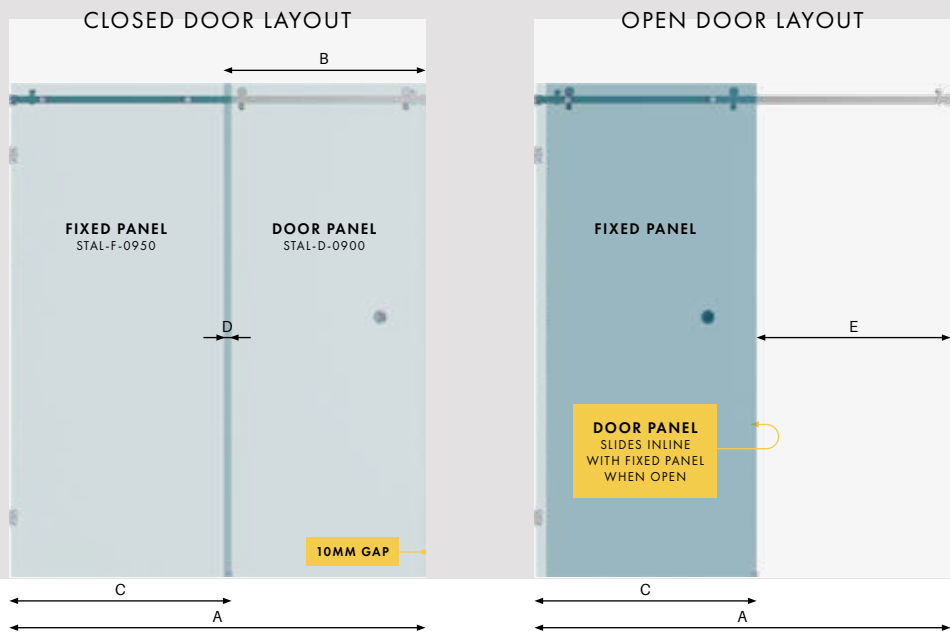 CLOSED DOOR LAYOUT
B
FIXED PANEL
STAL-F-0950
DOOR PANEL
STAL-D-0900
D
10MM GAP
C
A
OPEN DOOR LAYOUT
FIXED PANEL
E
DOOR PANEL
SLIDES INLINE
WITH FIXED PANEL
WHEN OPEN
C
A